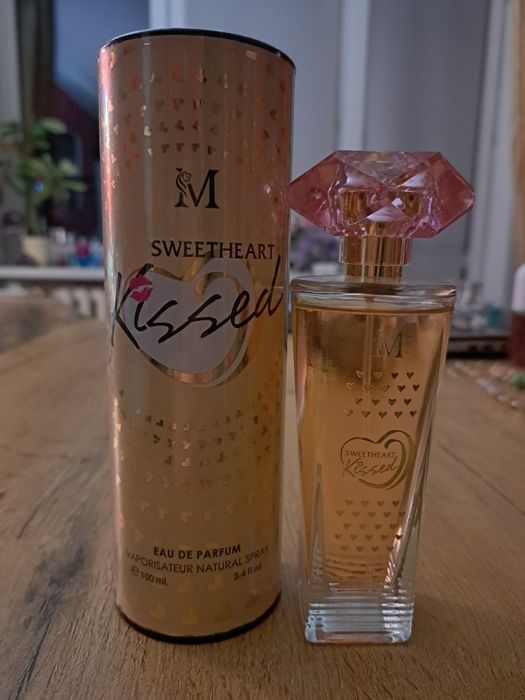 M
SWEETHEART
Kissed
EAU DE PARFUM
VAPORISATEUR NATURAL SPRAY
℮ 100 ml. 3.4 fl.oz.
M
SWEETHEART
Kissed